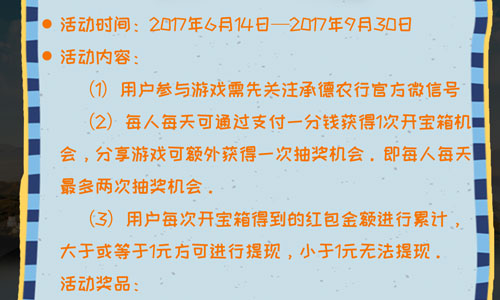 ● 活动时间：2017年6月14日—2017年9月30日
● 活动内容：
（1）用户参与游戏需先关注承德农行官方微信号
（2）每人每天可通过支付一分钱获得1次开宝箱机
会，分享游戏可额外获得一次抽奖机会。即每人每天
最多两次抽奖机会。
（3）用户每次开宝箱得到的红包金额进行累计，
大于或等于1元方可进行提现，小于1元无法提现。
活动奖品：